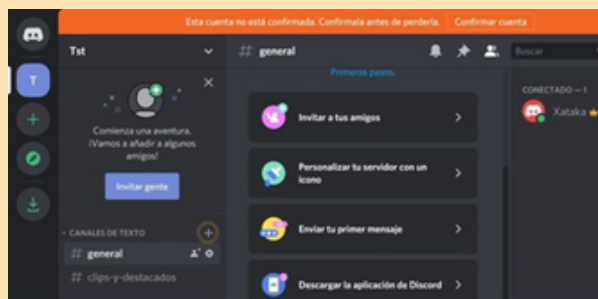 Esta cuenta no está confirmada. Confírmala antes de perderla.
Confirmar cuenta
Tst
# general
Buscar
T
Comienza una aventura.
¡Vamos a añadir a algunos
amigos!
Invitar gente
CANALES DE TEXTO
# general
# clips-y-destacados
Primeros pasos.
Invitar a tus amigos
Personalizar tu servidor con un
icono
Enviar tu primer mensaje
Descargar la aplicación de Discord
CONECTADO — 1
Xataka